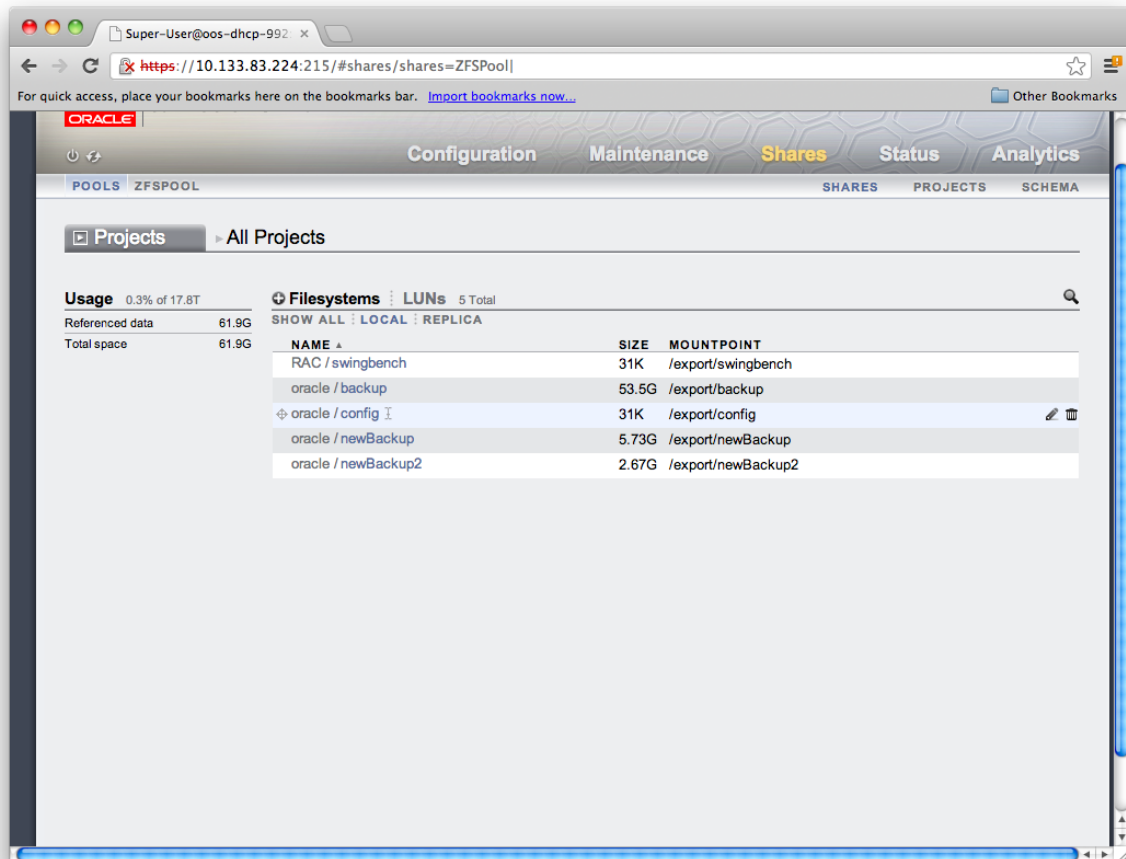 Super-User@oos-dhcp-992
https://10.133.83.224:215/#shares/shares=ZFSPool|
For quick access, place your bookmarks here on the bookmarks bar. Import bookmarks now... Other Bookmarks
ORACLE
Configuration Maintenance Shares Status Analytics
POOLS ZFSPOOL SHARES PROJECTS SCHEMA
Projects All Projects
Usage 0.3% of 17.8T
Referenced data 61.9G
Total space 61.9G
Filesystems LUNs 5 Total
SHOW ALL LOCAL REPLICA
NAME SIZE MOUNTPOINT
RAC / swingbench 31K /export/swingbench
oracle / backup 53.5G /export/backup
oracle / config 31K /export/config
oracle / newBackup 5.73G /export/newBackup
oracle / newBackup2 2.67G /export/newBackup2